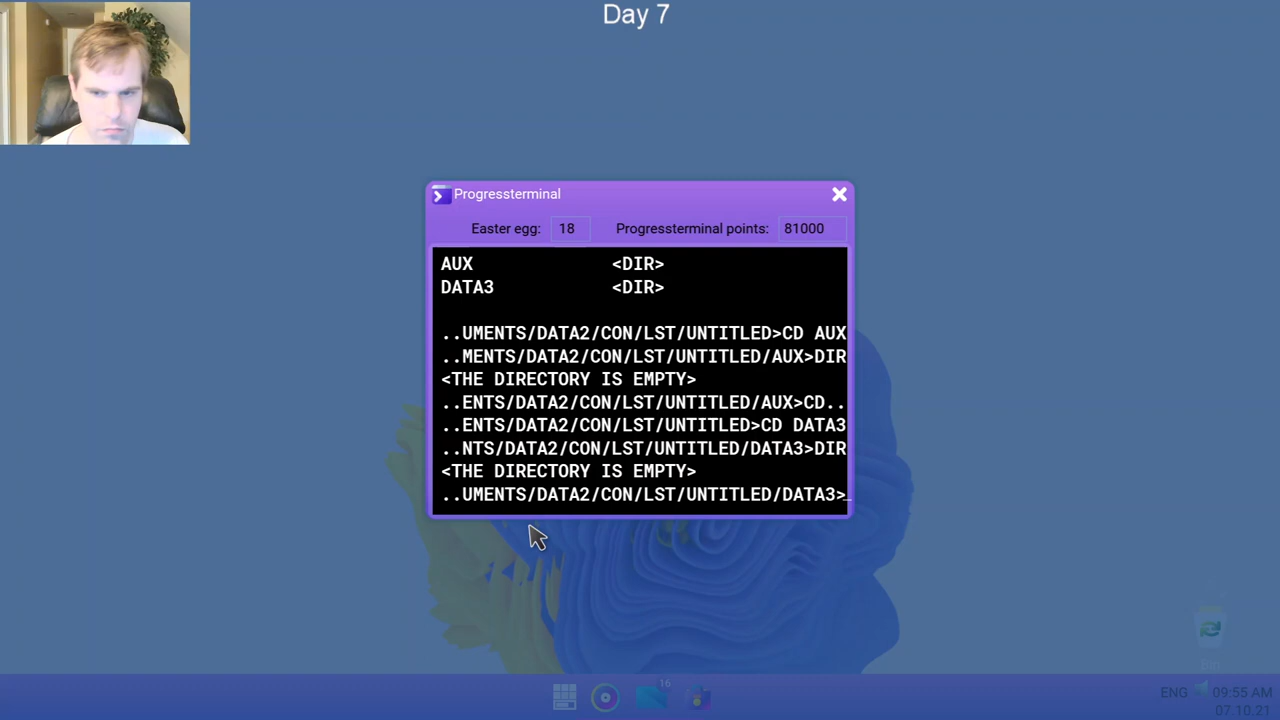 Day 7
Progressterminal
Easter egg: 18 Progressterminal points: 81000
AUX <DIR>
DATA3 <DIR>
..UMENTS/DATA2/CON/LST/UNTITLED>CD AUX
..MENTS/DATA2/CON/LST/UNTITLED/AUX>DIR
<THE DIRECTORY IS EMPTY>
..ENTS/DATA2/CON/LST/UNTITLED/AUX>CD..
..ENTS/DATA2/CON/LST/UNTITLED>CD DATA3
..NTS/DATA2/CON/LST/UNTITLED/DATA3>DIR
<THE DIRECTORY IS EMPTY>
..UMENTS/DATA2/CON/LST/UNTITLED/DATA3>_
Bin
16
ENG 09:55 AM
07.10.21